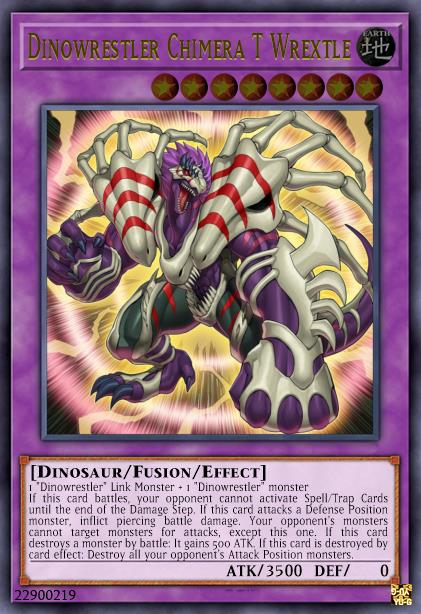 DINOWRESTLER CHIMERA T WREXTLE
EARTH
地
[DINOSAUR/FUSION/EFFECT]
1 "Dinowrestler" Link Monster + 1 "Dinowrestler" monster
If this card battles, your opponent cannot activate Spell/Trap Cards
until the end of the Damage Step. If this card attacks a Defense Position
monster, inflict piercing battle damage. Your opponent's monsters
cannot target monsters for attacks, except this one. If this card
destroys a monster by battle: It gains 500 ATK. If this card is destroyed by
card effect: Destroy all your opponent's Attack Position monsters.
ATK/3500 DEF/ 0
22900219